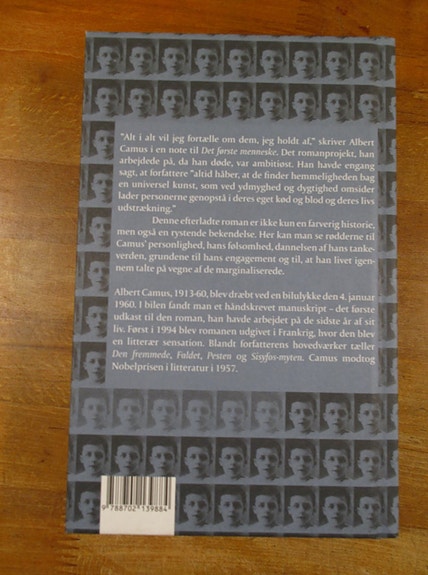 "Alt i alt vil jeg fortælle om dem, jeg holdt af," skriver Albert
Camus i en note til Det første menneske. Det romanprojekt, han
arbejdede på, da han døde, var ambitiøst. Han havde engang
sagt, at forfattere "altid håber, at de finder hemmeligheden bag
en universel kunst, som ved ydmyghed og dygtighed omsider
lader personerne genopstå i deres eget kød og blod og deres livs
udstrækning."
Denne efterladte roman er ikke kun en farverig historie,
men også en rystende bekendelse. Her kan man se rødderne til
Camus' personlighed, hans følsomhed, dannelsen af hans tanke-
verden, grundene til hans engagement og til, at han livet igen-
nem talte på vegne af de marginaliserede.
Albert Camus, 1913-60, blev dræbt ved en bilulykke den 4. januar
1960. I bilen fandt man et håndskrevet manuskript – det første
udkast til den roman, han havde arbejdet på de sidste år af sit
liv. Først i 1994 blev romanen udgivet i Frankrig, hvor den blev
en litterær sensation. Blandt forfatterens hovedværker tæller
Den fremmede, Faldet, Pesten og Sisyfos-myten. Camus modtog
Nobelprisen i litteratur i 1957.
9 788702 139884